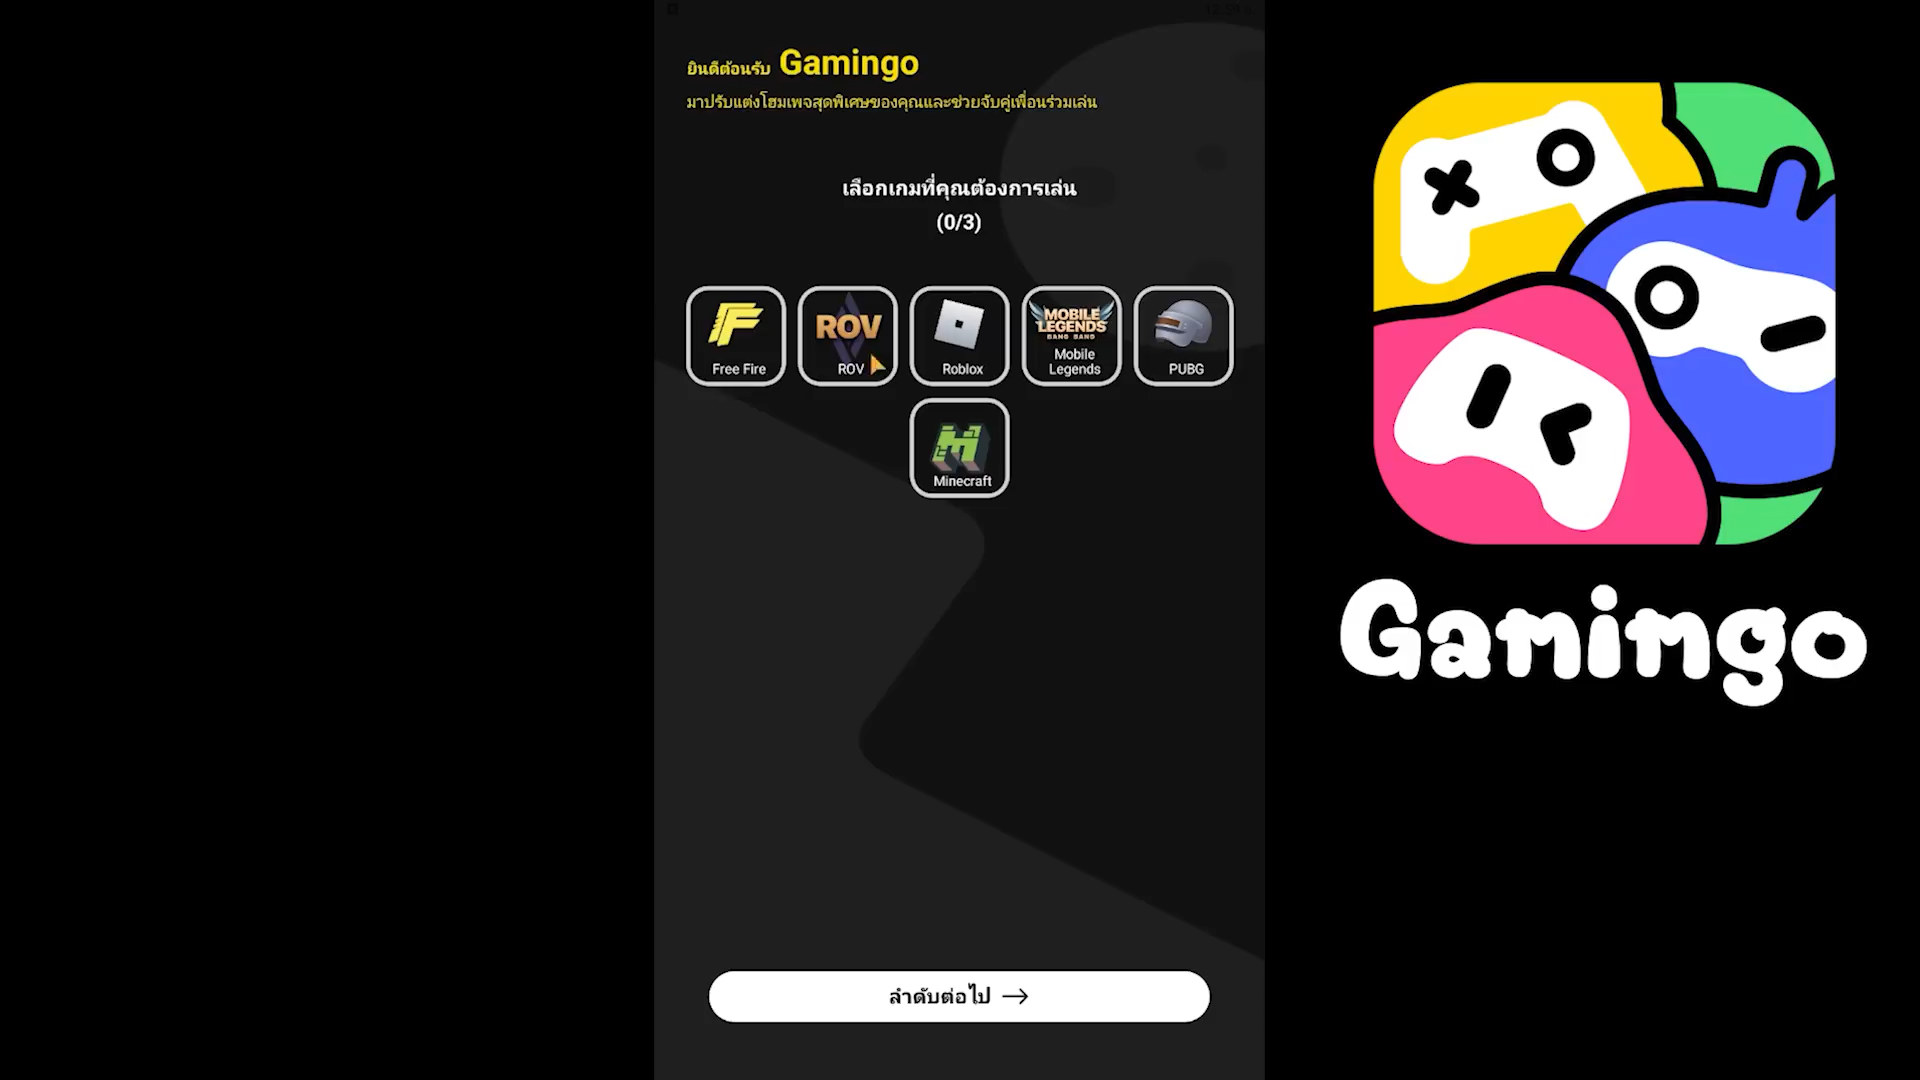 ยินดีต้อนรับ Gamingo
มาปรับแต่งโฮมเพจสุดพิเศษของคุณและช่วยจับคู่เพื่อนร่วมเล่น
เลือกเกมที่คุณต้องการเล่น
(0/3)
Free Fire
ROV
ROV
Roblox
MOBILE
LEGENDS
BANG BANG
Mobile
Legends
PUBG
Minecraft
ลำดับต่อไป →
Gamingo